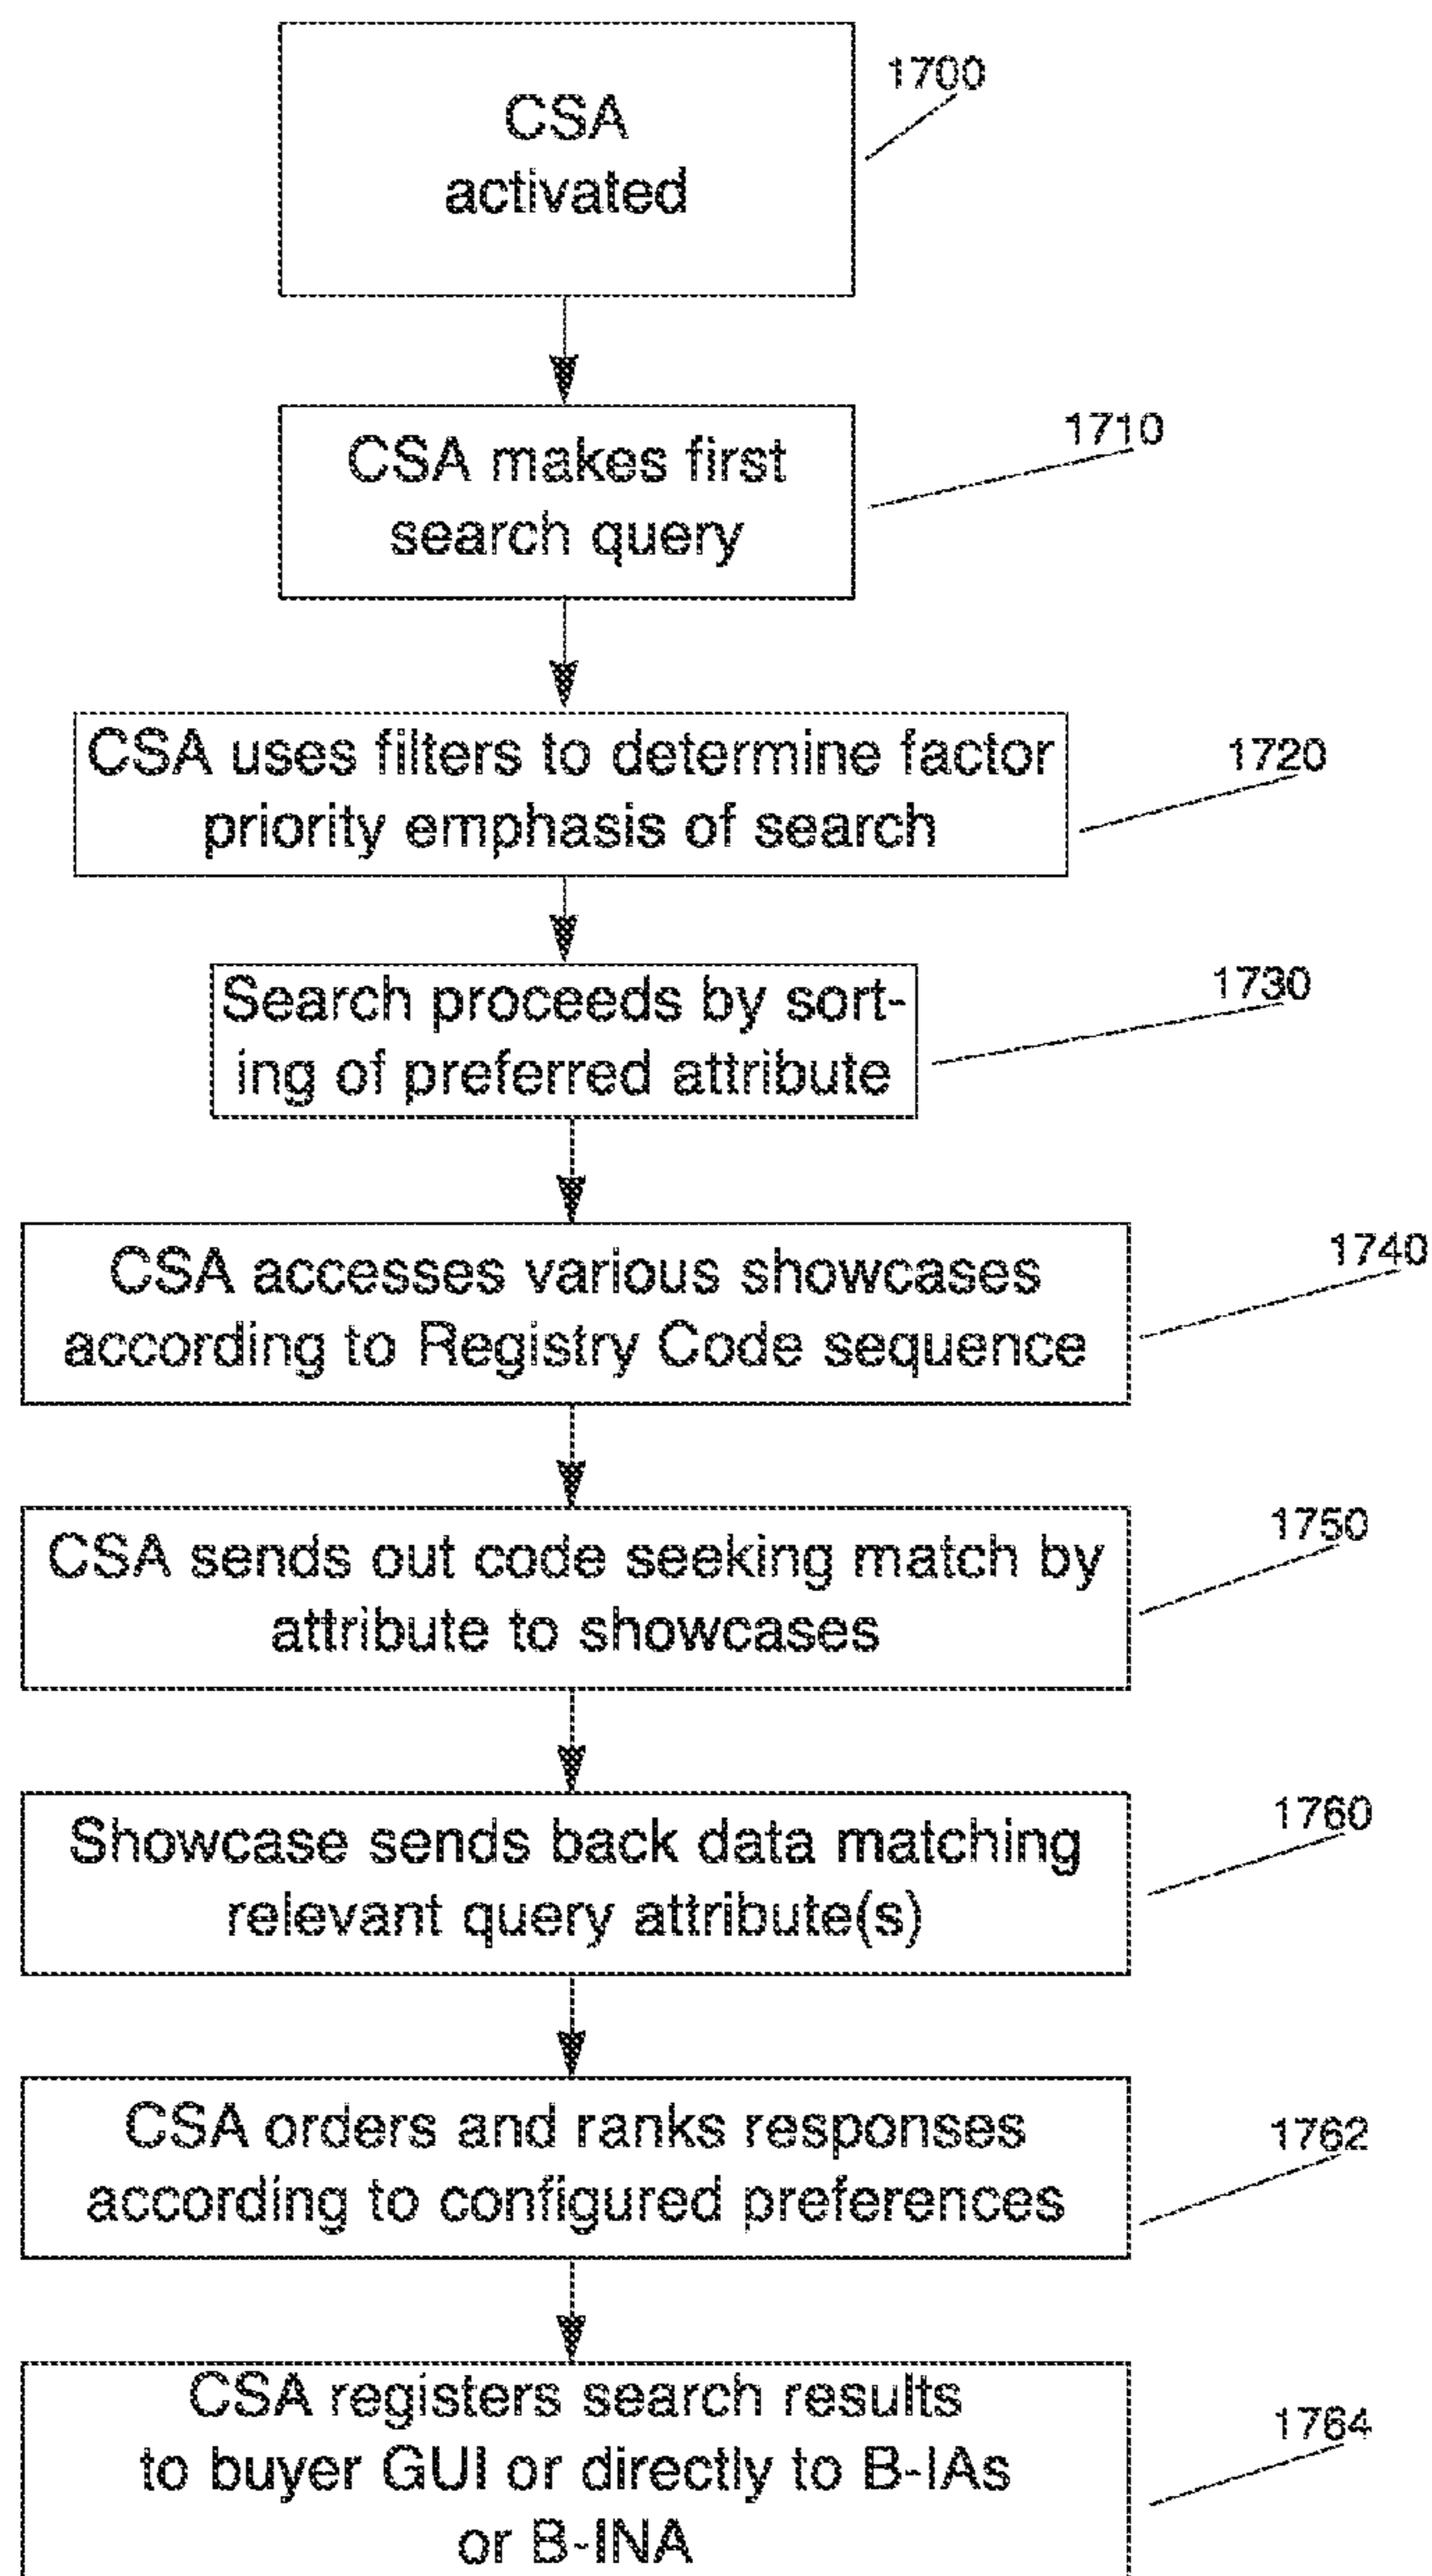 CSA
activated
1700
CSA makes first
search query
1710
CSA uses filters to determine factor
priority emphasis of search
1720
Search proceeds by sort-
ing of preferred attribute
1730
CSA accesses various showcases
according to Registry Code sequence
1740
CSA sends out code seeking match by
attribute to showcases
1750
Showcase sends back data matching
relevant query attribute(s)
1760
CSA orders and ranks responses
according to configured preferences
1762
CSA registers search results
to buyer GUI or directly to B-IAs
or B-INA
1764